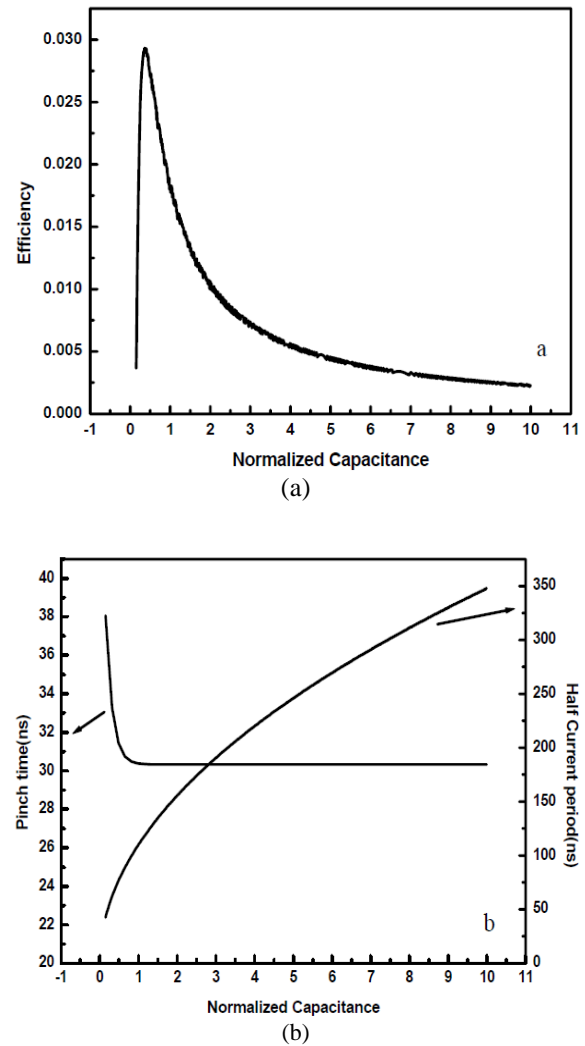 0.030
0.025
0.020
0.015
0.010
0.005
0.000
Efficiency
a
-1 0 1 2 3 4 5 6 7 8 9 10 11
Normalized Capacitance
(a)
40
38
36
34
32
30
28
26
24
22
20
Pinch time(ns)
350
300
250
200
150
100
50
0
Half Current period(ns)
b
-1 0 1 2 3 4 5 6 7 8 9 10 11
Normalized Capacitance
(b)